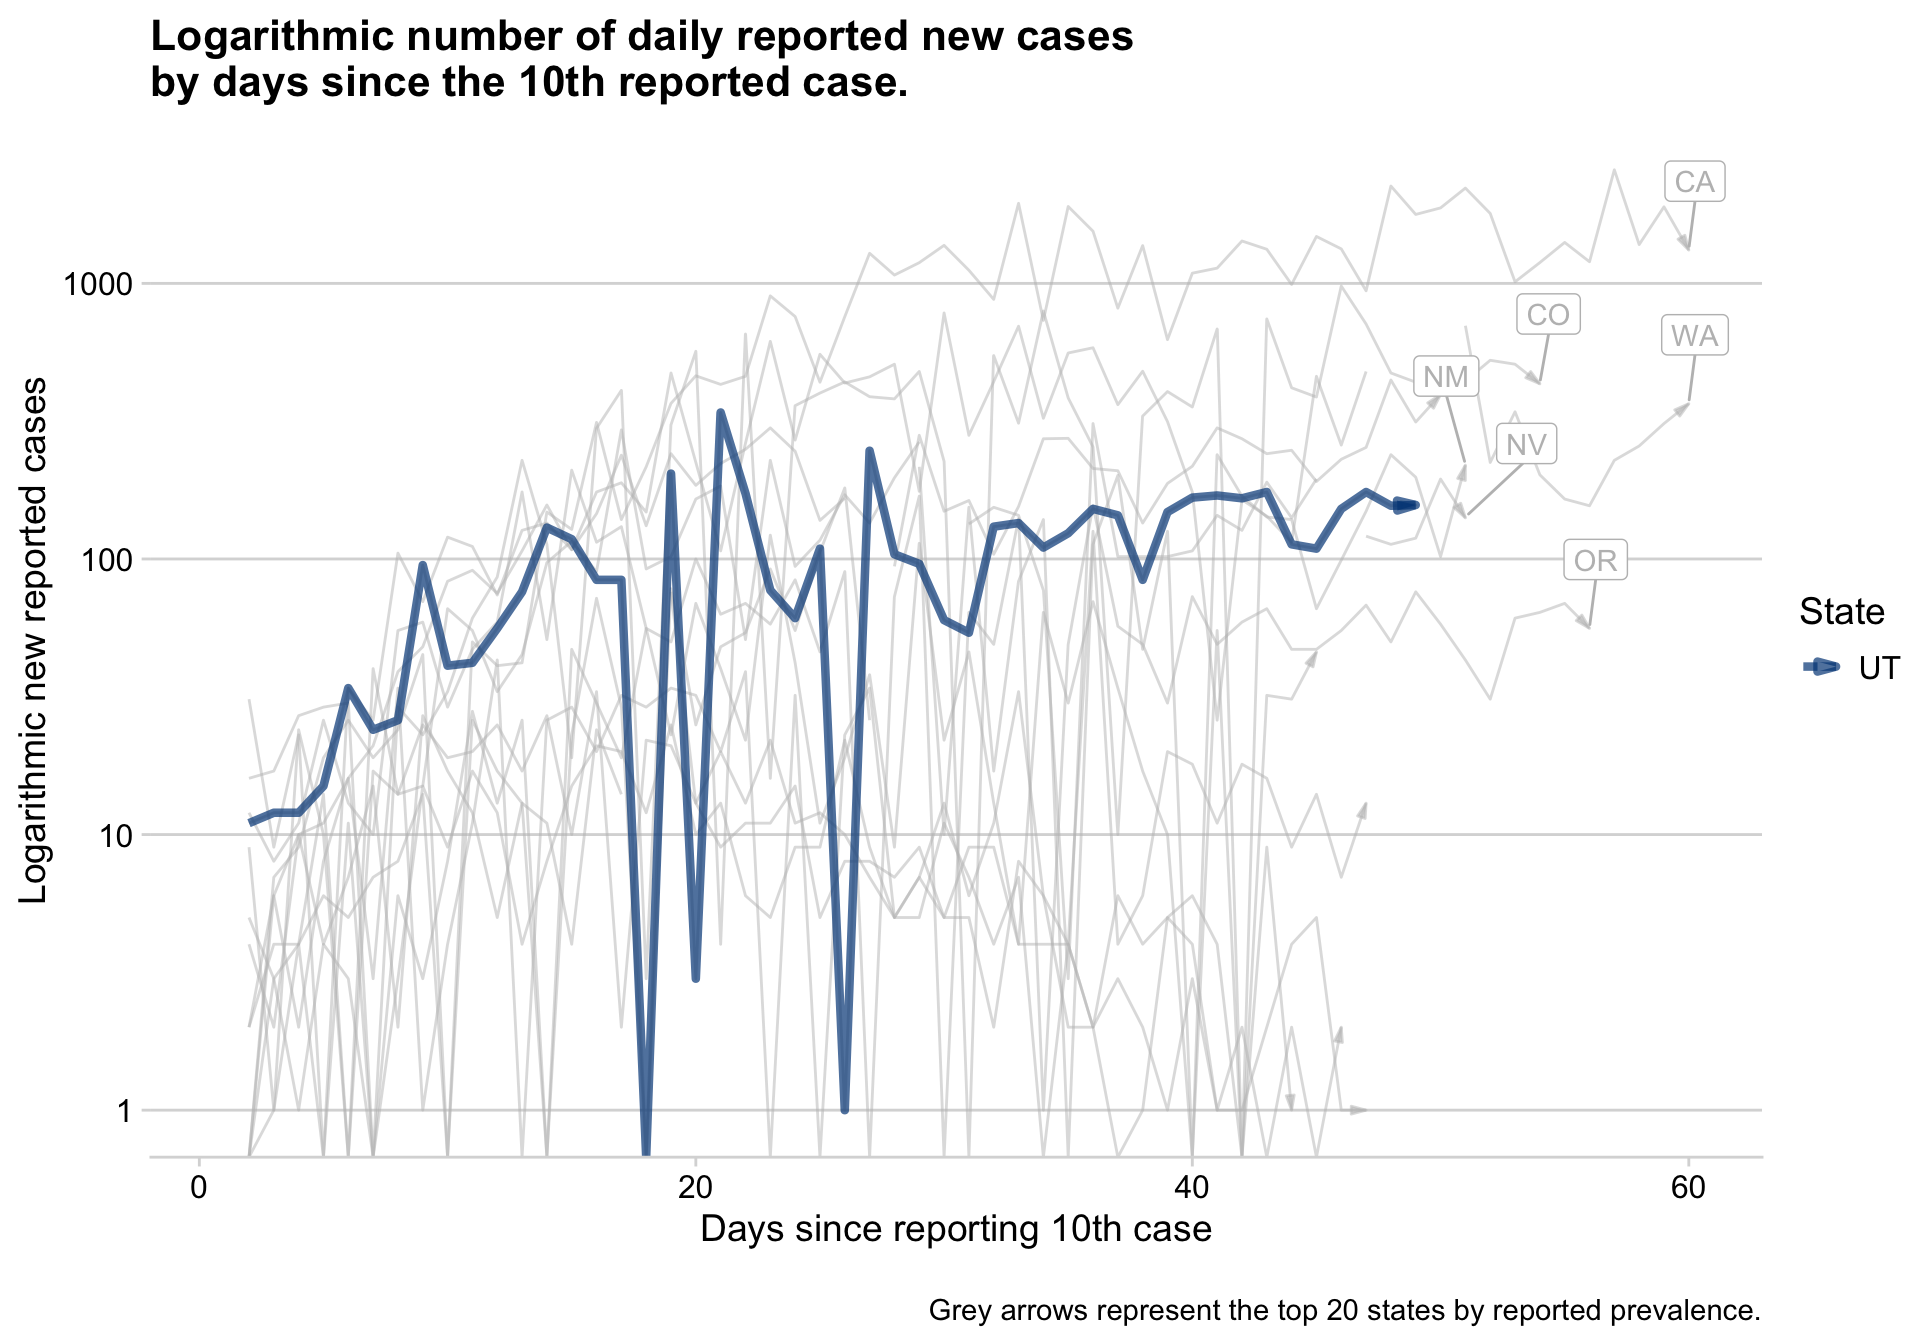 Logarithmic number of daily reported new cases
by days since the 10th reported case.
Logarithmic new reported cases
1000
100
10
1
CA
CO
WA
NM
NV
OR
State
UT
0
20
40
60
Days since reporting 10th case
Grey arrows represent the top 20 states by reported prevalence.